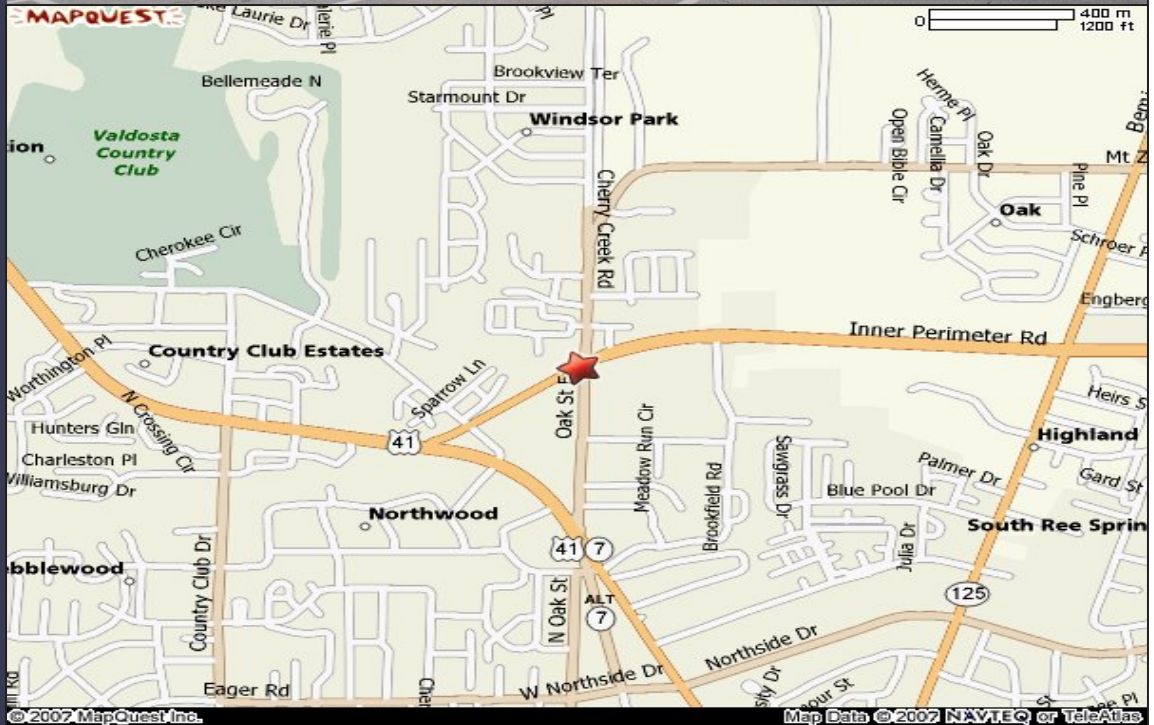 MAPQUEST
Laurie Dr
0
400 m
1200 ft
Bellemeade N
Brookview Ter
Starmount Dr
Windsor Park
Herme Pl
Valdosta
Country
Club
Open Bible Cir
Camellia Dr
Oak Dr
Pine Pl
Mt Z
Cherry Creek Rd
Oak
Schroer P
Cherokee Cir
Engberg
Inner Perimeter Rd
Worthington Pl
Country Club Estates
Sparrow Ln
Oak St E
N Crossing Cir
Heirs S
Hunters Gln
41
Meadow Run Cir
Highland
Charleston Pl
Williamsburg Dr
Sawgrass Dr
Palmer Dr
Gard St
Blue Pool Dr
Northwood
Brookfield Rd
South Ree Sprin
Julia Dr
41
7
ebblewood
Country Club Dr
N Oak St
ALT
7
125
Northside Dr
W Northside Dr
Eager Rd
Che
© 2007 MapQuest Inc.
Map Data © 2007 NAVTEQ or TeleAtlas